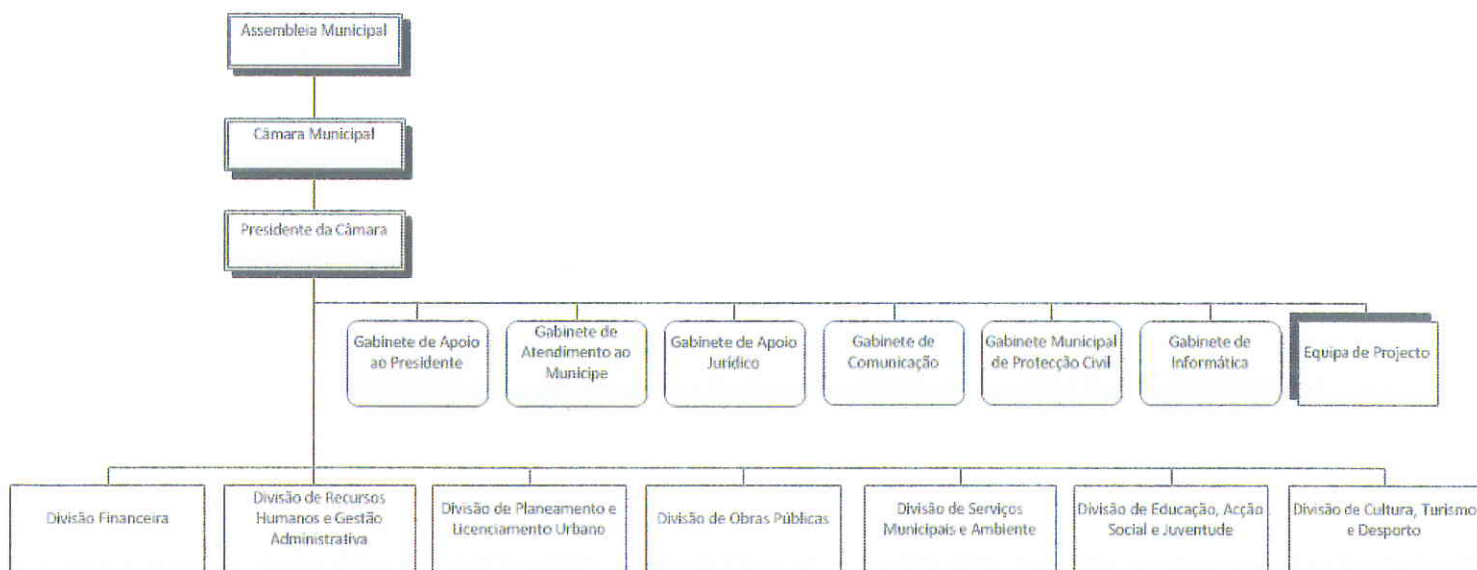 Assembleia Municipal
Câmara Municipal
Presidente da Câmara
Gabinete de Apoio
ao Presidente
Gabinete de
Atendimento ao
Municipe
Gabinete de Apoio
Jurídico
Gabinete de
Comunicação
Gabinete Municipal
de Protecção Civil
Gabinete de
Informática
Equipa de Projecto
Divisão Financeira
Divisão de Recursos
Humanos e Gestão
Administrativa
Divisão de Planeamento e
Licenciamento Urbano
Divisão de Obras Públicas
Divisão de Serviços
Municipais e Ambiente
Divisão de Educação, Acção
Social e Juventude
Divisão de Cultura, Turismo
e Desporto